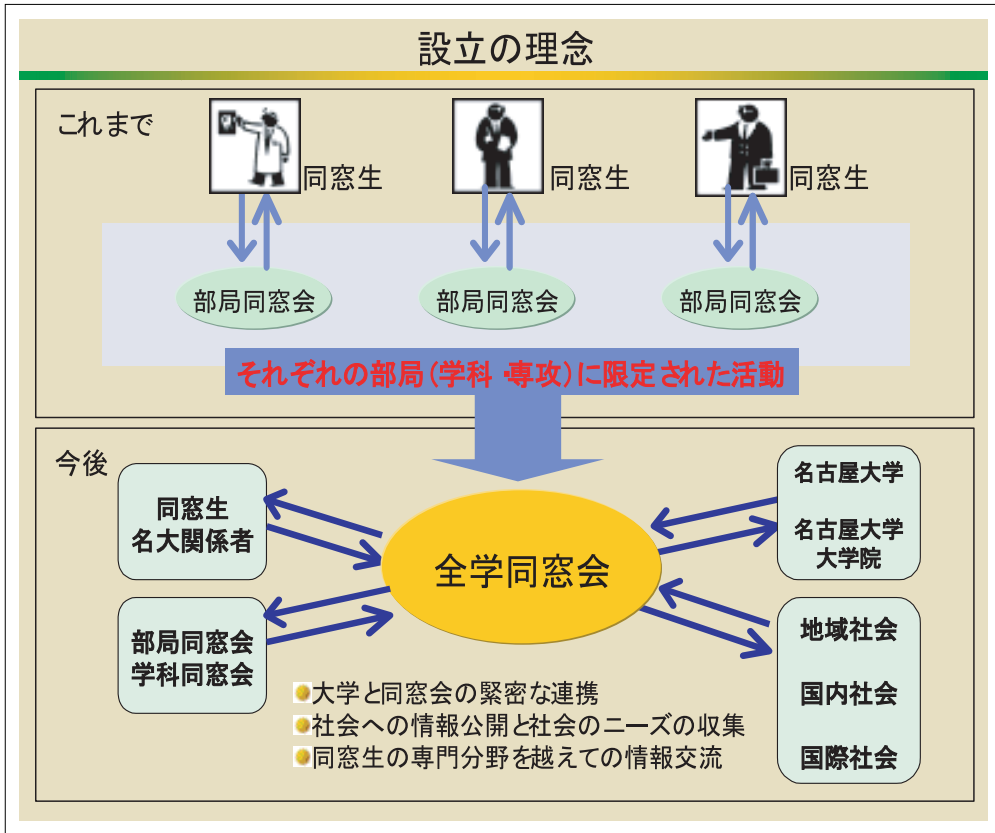 設立の理念
これまで
同窓生
同窓生
同窓生
部局同窓会
部局同窓会
部局同窓会
それぞれの部局(学科・専攻)に限定された活動
今後
同窓生
名大関係者
部局同窓会
学科同窓会
全学同窓会
名古屋大学
名古屋大学
大学院
地域社会
国内社会
国際社会
大学と同窓会の緊密な連携
社会への情報公開と社会のニーズの収集
同窓生の専門分野を越えての情報交流